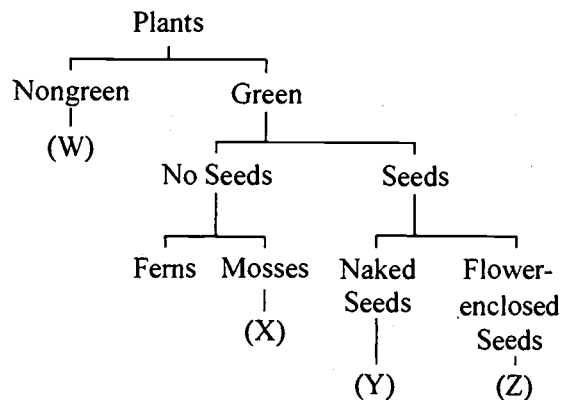 Plants
Nongreen Green
(W)
No Seeds Seeds
Ferns Mosses Naked Seeds Flower-enclosed Seeds
(X)
(Y) (Z)